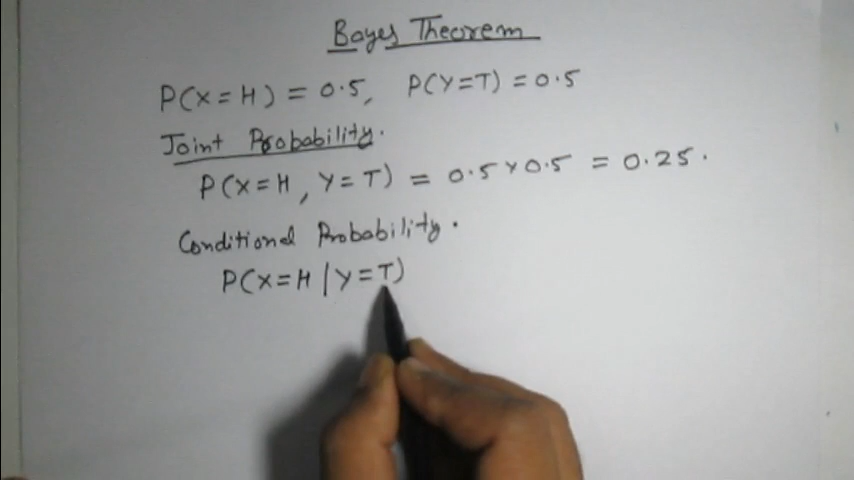 Bayes Theorem
P(X=H) = 0.5, P(Y=T) = 0.5
Joint Probability.
P(X=H, Y=T) = 0.5 × 0.5 = 0.25.
Conditional Probability.
P(X=H | Y=T)